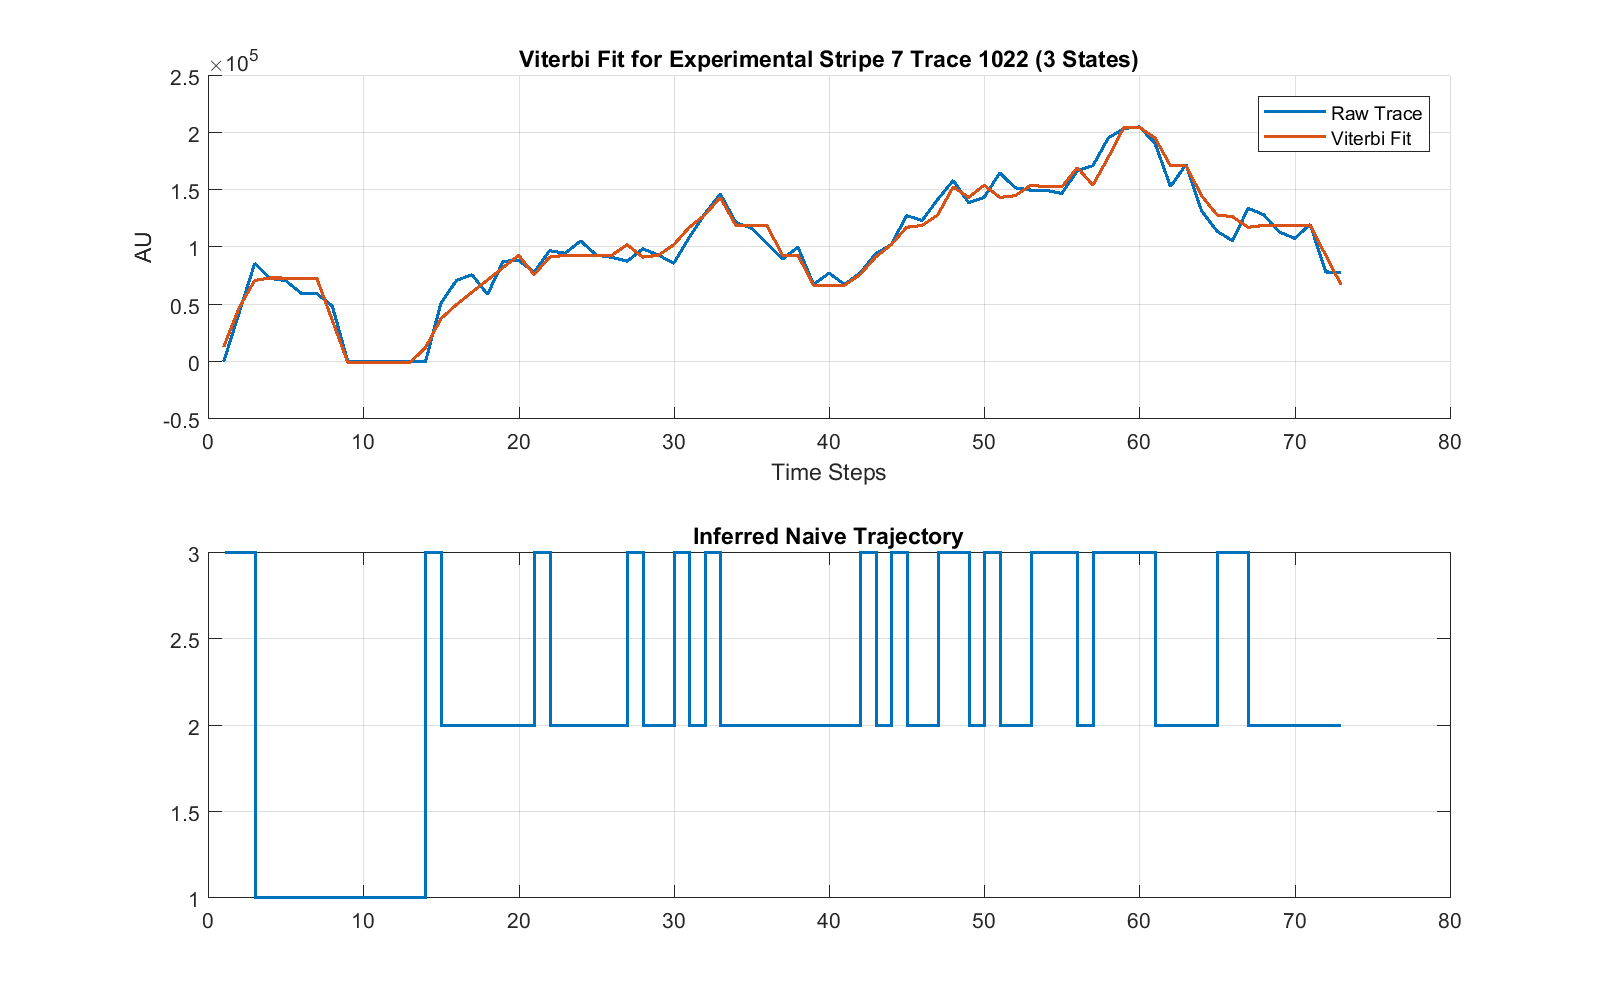 Viterbi Fit for Experimental Stripe 7 Trace 1022 (3 States)
×10^5
2.5
2
1.5
1
0.5
0
-0.5
AU
Raw Trace
Viterbi Fit
0 10 20 30 40 50 60 70 80
Time Steps
Inferred Naive Trajectory
3
2.5
2
1.5
1
0 10 20 30 40 50 60 70 80